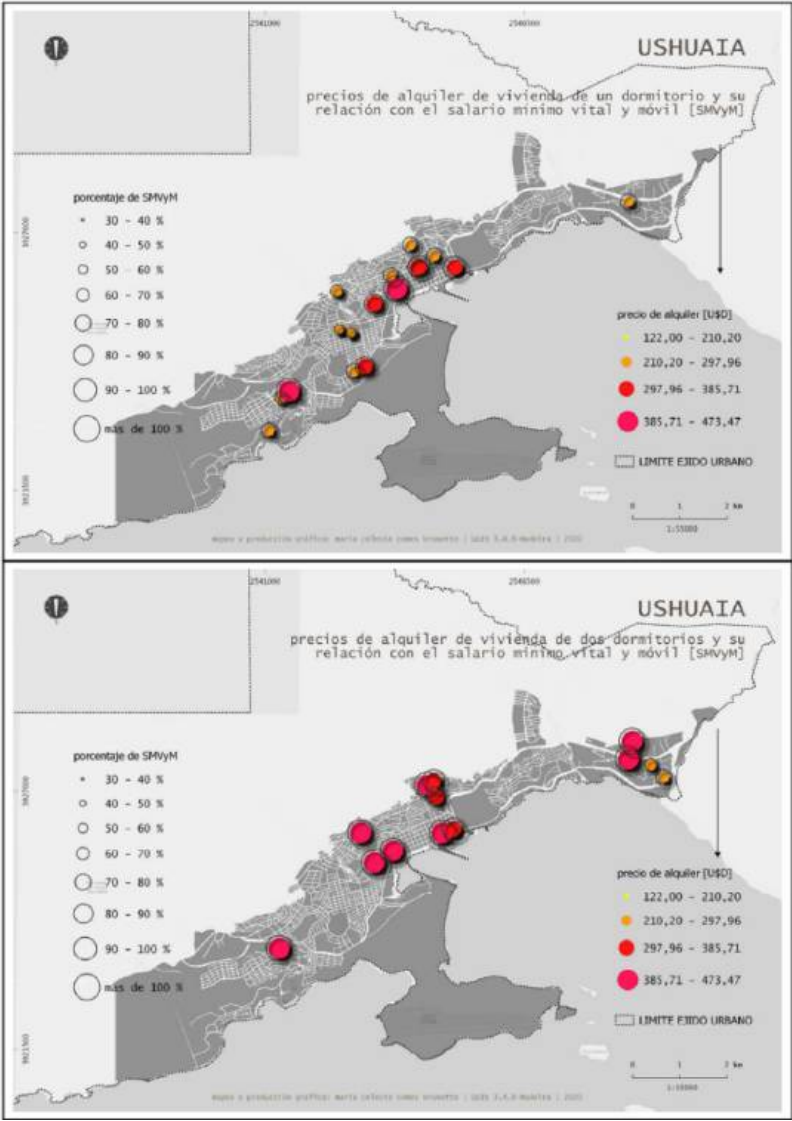 2541000
2546500
USHUAIA
precios de alquiler de vivienda de un dormitorio y su
relación con el salario mínimo vital y móvil [SMVyM]
porcentaje de SMVyM
30 - 40 %
40 - 50 %
50 - 60 %
60 - 70 %
70 - 80 %
80 - 90 %
90 - 100 %
más de 100 %
3927000
3921500
precio de alquiler [U$D]
122,00 - 210,20
210,20 - 297,96
297,96 - 385,71
385,71 - 473,47
LIMITE EJIDO URBANO
0 1 2 km
1:55000
2541000
2546500
USHUAIA
precios de alquiler de vivienda de dos dormitorios y su
relación con el salario mínimo vital y móvil [SMVyM]
porcentaje de SMVyM
30 - 40 %
40 - 50 %
50 - 60 %
60 - 70 %
70 - 80 %
80 - 90 %
90 - 100 %
más de 100 %
3927000
3921500
precio de alquiler [U$D]
122,00 - 210,20
210,20 - 297,96
297,96 - 385,71
385,71 - 473,47
LIMITE EJIDO URBANO
0 1 2 km